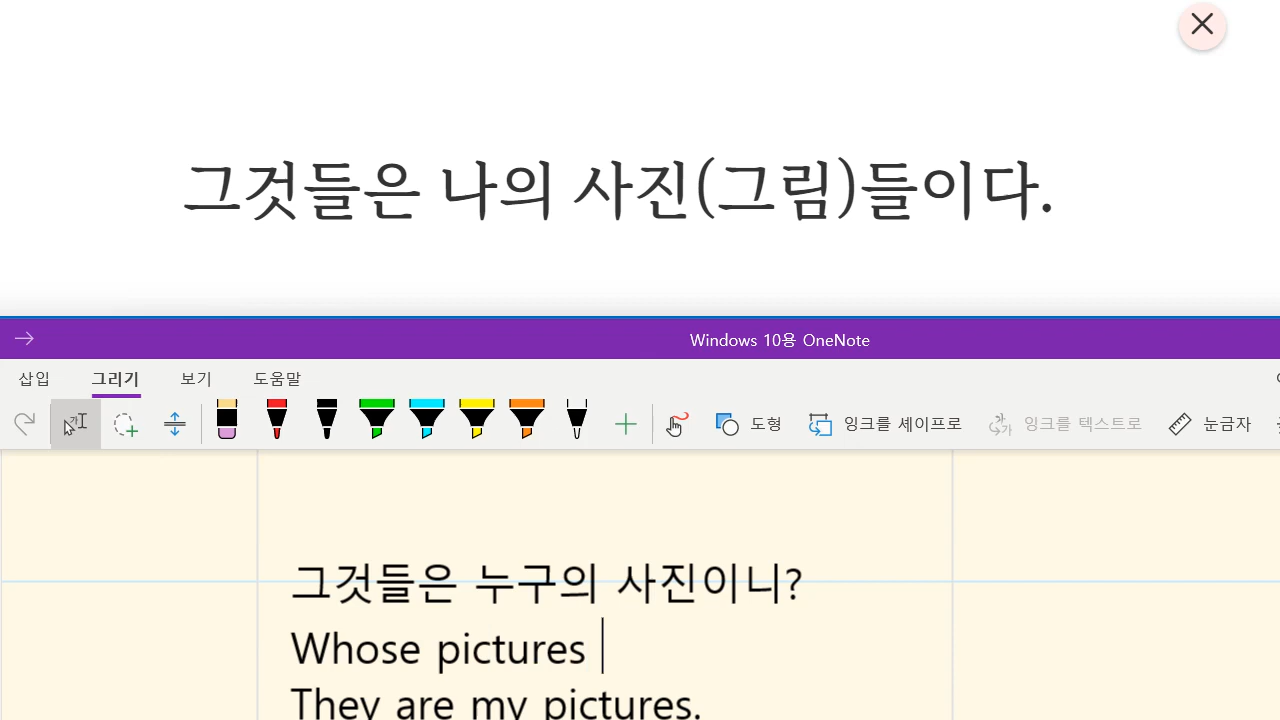 그것들은 나의 사진(그림)들이다.
Windows 10용 OneNote
삽입 그리기 보기 도움말
도형 잉크를 셰이프로 잉크를 텍스트로 눈금자
그것들은 누구의 사진이니?
Whose pictures
They are my pictures.